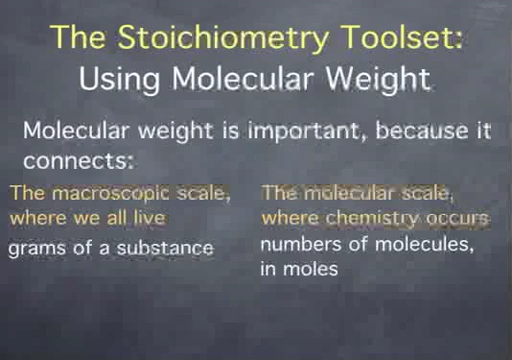 The Stoichiometry Toolset:
Using Molecular Weight
Molecular weight is important, because it
connects:
The macroscopic scale,
where we all live
grams of a substance
The molecular scale,
where chemistry occurs
numbers of molecules,
in moles